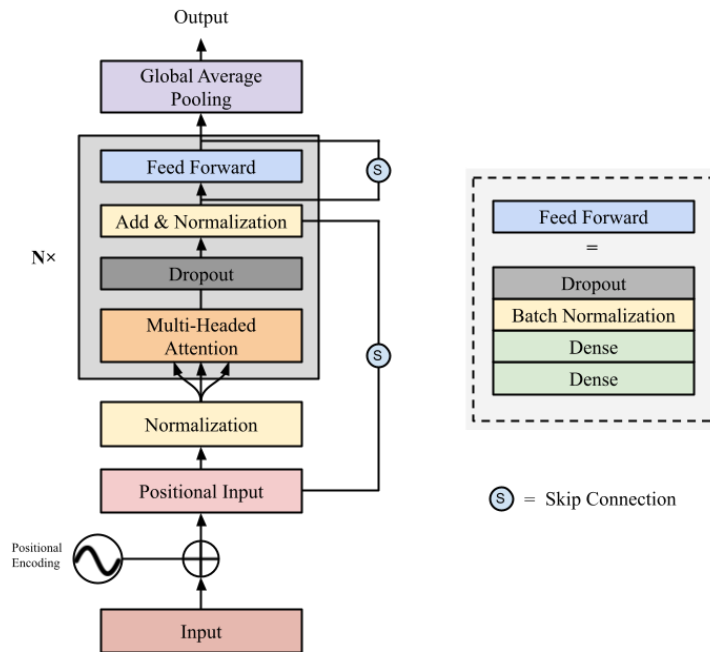 Output
Global Average
Pooling
Feed Forward
S
Add & Normalization
N×
Dropout
Multi-Headed
Attention
S
Normalization
Positional Input
Positional
Encoding
Input
Feed Forward
=
Dropout
Batch Normalization
Dense
Dense
S = Skip Connection